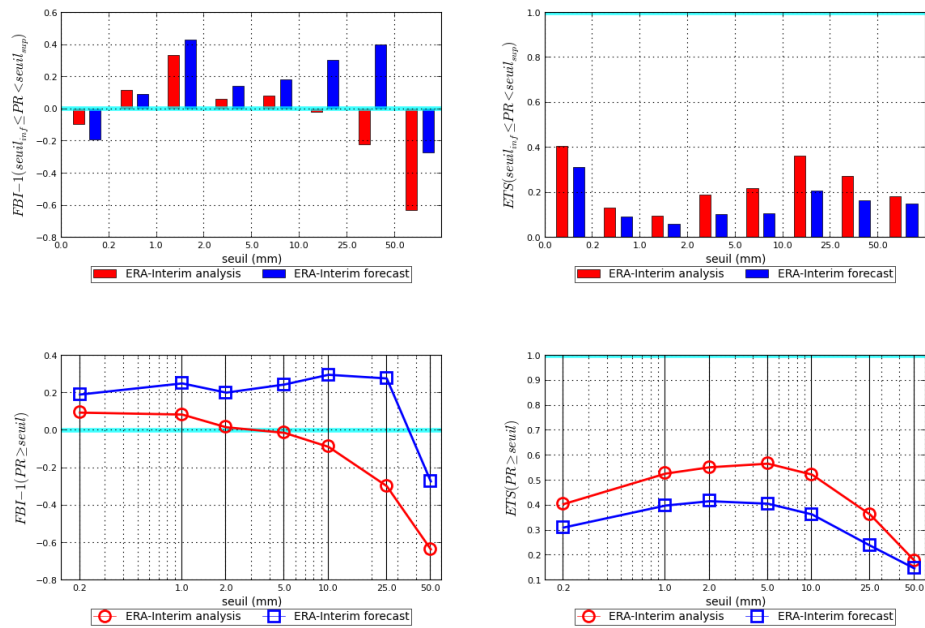 0.6
0.4
0.2
0.0
−0.2
−0.4
−0.6
−0.8
FBI−1(seuil_inf ≤ PR < seuil_sup)
0.0 0.2 1.0 2.0 5.0 10.0 25.0 50.0
seuil (mm)
ERA-Interim analysis ERA-Interim forecast
1.0
0.8
0.6
0.4
0.2
0.0
ETS(seuil_inf ≤ PR < seuil_sup)
0.0 0.2 1.0 2.0 5.0 10.0 25.0 50.0
seuil (mm)
ERA-Interim analysis ERA-Interim forecast
0.4
0.2
0.0
−0.2
−0.4
−0.6
−0.8
FBI−1(PR ≥ seuil)
0.2 1.0 2.0 5.0 10.0 25.0 50.0
seuil (mm)
ERA-Interim analysis ERA-Interim forecast
1.0
0.9
0.8
0.7
0.6
0.5
0.4
0.3
0.2
0.1
ETS(PR ≥ seuil)
0.2 1.0 2.0 5.0 10.0 25.0 50.0
seuil (mm)
ERA-Interim analysis ERA-Interim forecast